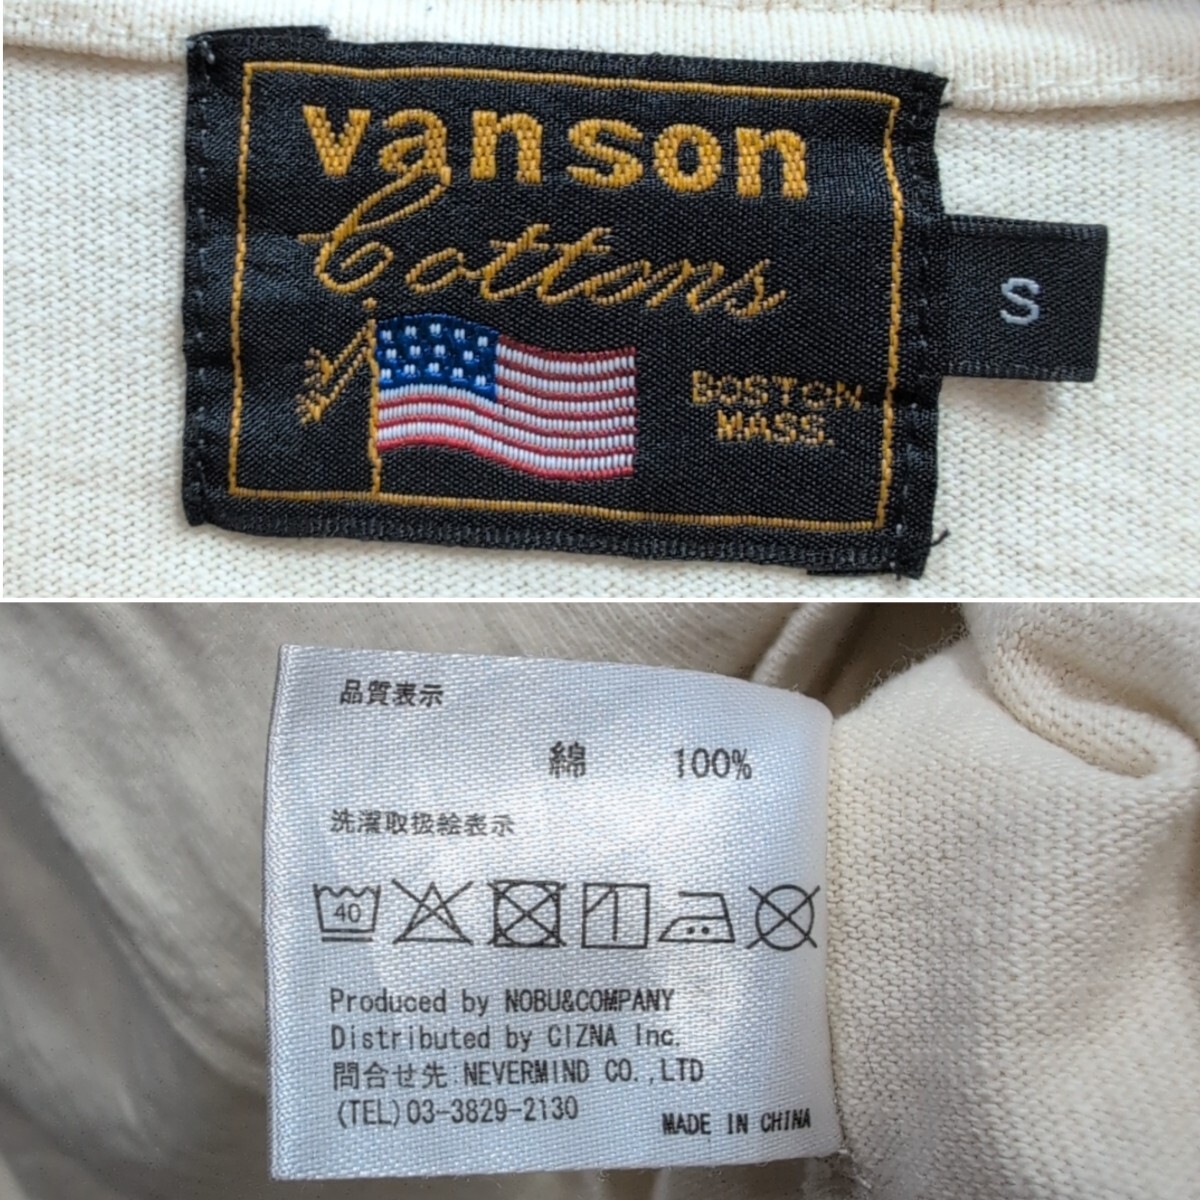 vanson
Cottons
BOSTON
MASS.
S
品質表示
綿 100%
洗濯取扱絵表示
40
Produced by NOBU&COMPANY
Distributed by CIZNA Inc.
問合せ先 NEVERMIND CO.,LTD
(TEL)03-3829-2130
MADE IN CHINA